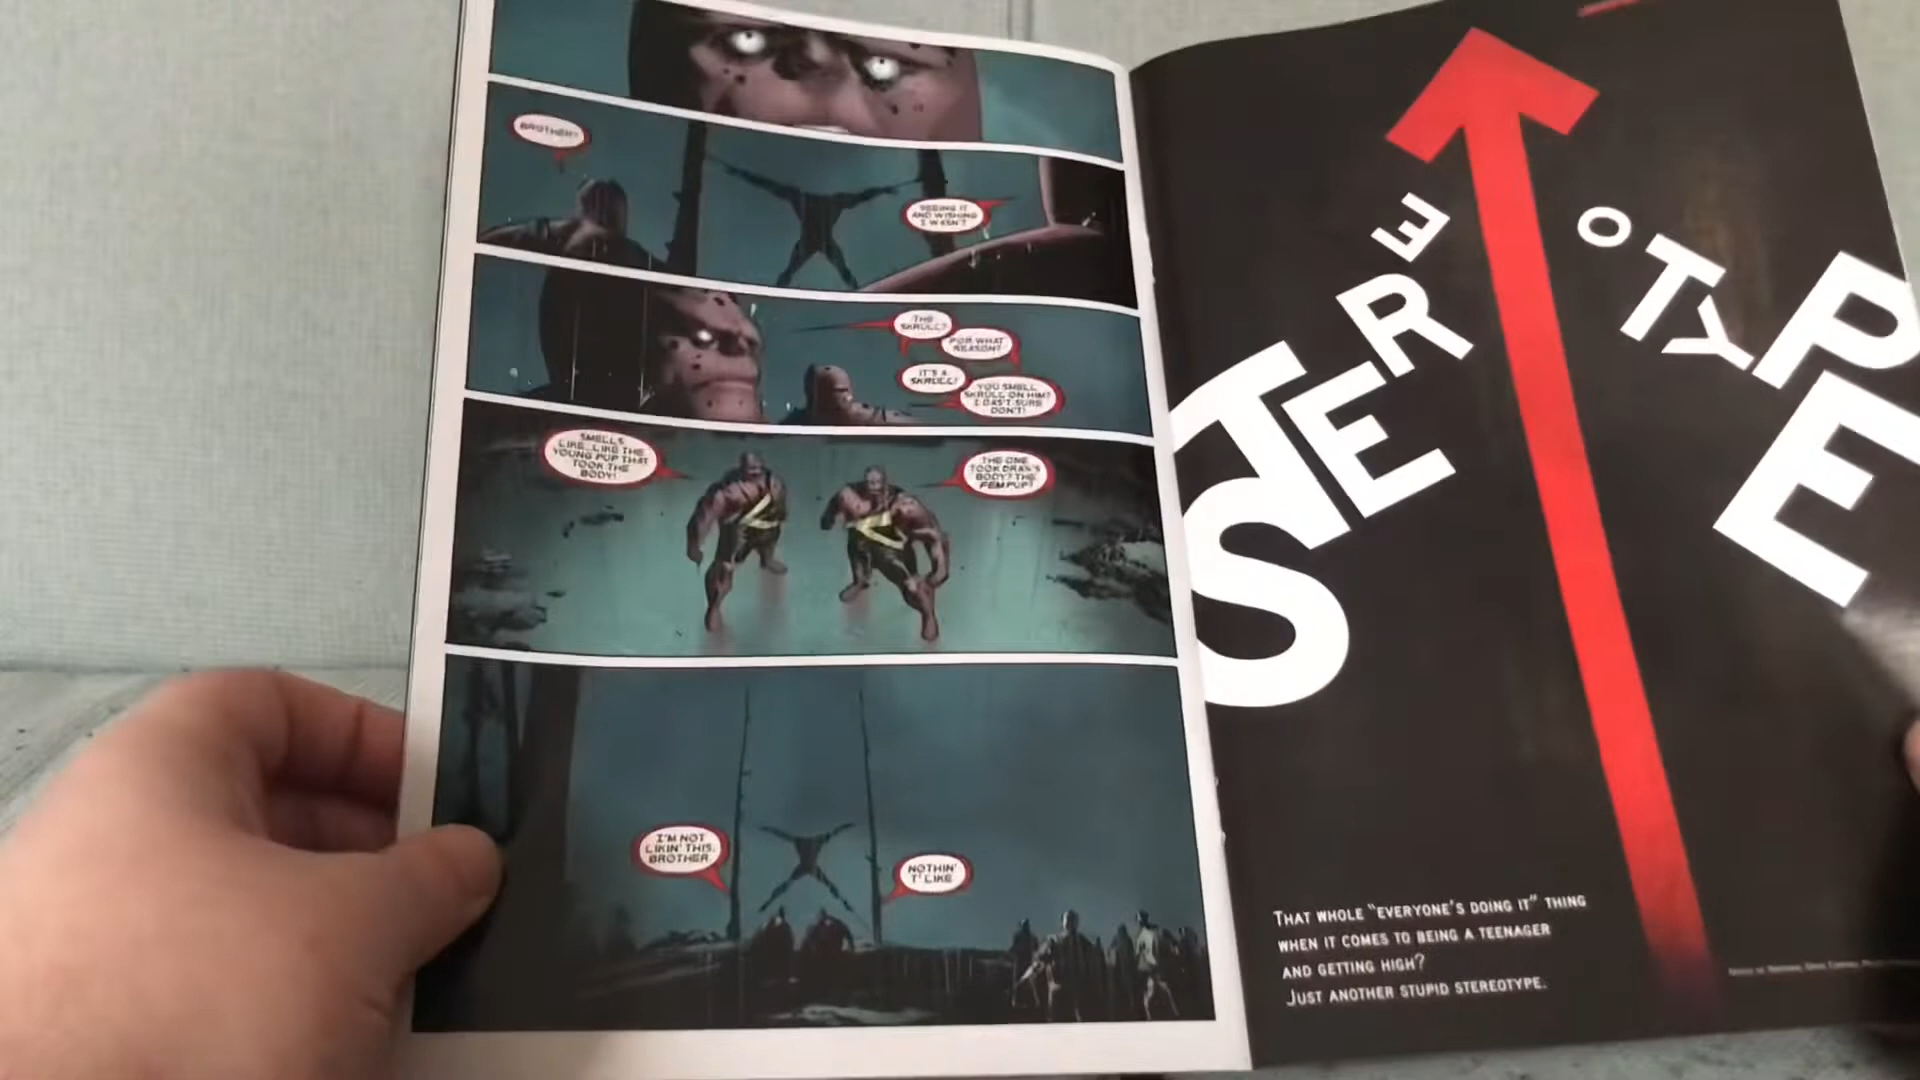 BROTHER?
SEEING IT
AND WISHING
I WASN'T.
THE
SKRULL?
FOR WHAT
REASON?
IT'S A
SKRULL!
YOU SMELL
SKRULL ON HIM?
I DAS'T SURE
DON'T!
SMELLS
LIKE...LIKE THE
YOUNG PUP THAT
TOOK THE
BODY!
THE ONE
TOOK DRAX'S
BODY? THE
FEM PUP?
I'M NOT
LIKIN' THIS,
BROTHER.
NOTHIN'
T' LIKE.
STEREOTYPE
THAT WHOLE "EVERYONE'S DOING IT" THING
WHEN IT COMES TO BEING A TEENAGER
AND GETTING HIGH?
JUST ANOTHER STUPID STEREOTYPE.